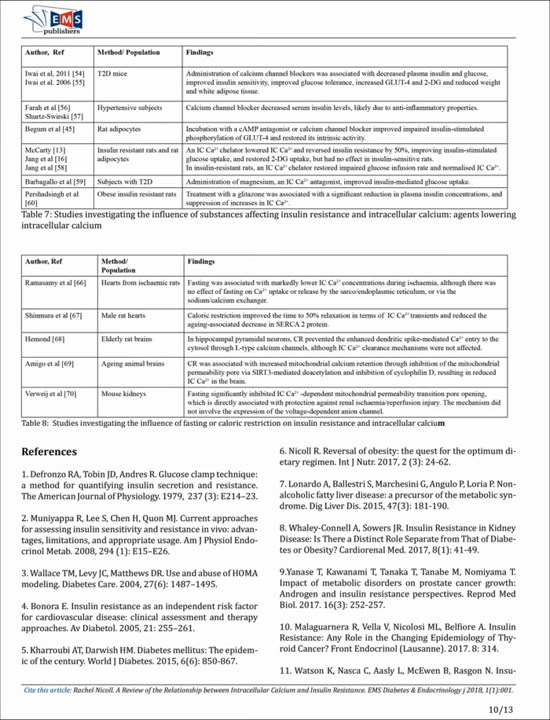 EMS
publishers
Author, Ref Method/ Population Findings
Iwai et al, 2011 [54] T2D mice Administration of calcium channel blockers was associated with decreased plasma insulin and glucose,
Iwai et al. 2006 [55] improved insulin sensitivity, improved glucose tolerance, increased GLUT-4 and 2-DG and reduced weight
and white adipose tissue.
Farah et al [56] Hypertensive subjects Calcium channel blocker decreased serum insulin levels, likely due to anti-inflammatory properties.
Shurtz-Swirski [57]
Begum et al [45] Rat adipocytes Incubation with a cAMP antagonist or calcium channel blocker improved impaired insulin-stimulated
phosphorylation of GLUT-4 and restored its intrinsic activity.
McCarty [13] Insulin resistant rats and rat An IC Ca²⁺ chelator lowered IC Ca²⁺ and reversed insulin resistance by 50%, improving insulin-stimulated
Jang et al [16] adipocytes glucose uptake, and restored 2-DG uptake, but had no effect in insulin-sensitive rats.
Jang et al [58] In insulin-resistant rats, an IC Ca²⁺ chelator restored impaired glucose infusion rate and normalised IC Ca²⁺.
Barbagallo et al [59] Subjects with T2D Administration of magnesium, an IC Ca²⁺ antagonist, improved insulin-mediated glucose uptake.
Pershadsingh et al Obese insulin resistant rats Treatment with a glitazone was associated with a significant reduction in plasma insulin concentrations, and
[60] suppression of increases in IC Ca²⁺.
Table 7: Studies investigating the influence of substances affecting insulin resistance and intracellular calcium: agents lowering
intracellular calcium
Author, Ref Method/ Findings
Population
Ramasamy et al [66] Hearts from ischaemic rats Fasting was associated with markedly lower IC Ca²⁺ concentrations during ischaemia, although there was
no effect of fasting on Ca²⁺ uptake or release by the sarco/endoplasmic reticulum, or via the
sodium/calcium exchanger.
Shinmura et al [67] Male rat hearts Caloric restriction improved the time to 50% relaxation in terms of IC Ca²⁺ transients and reduced the
ageing-associated decrease in SERCA 2 protein.
Hemond [68] Elderly rat brains In hippocampal pyramidal neurons, CR prevented the enhanced dendritic spike-mediated Ca²⁺ entry to the
cytosol through L-type calcium channels, although IC Ca²⁺ clearance mechanisms were not affected.
Amigo et al [69] Ageing animal brains CR was associated with increased mitochondrial calcium retention through inhibition of the mitochondrial
permeability pore via SIRT3-mediated deacetylation and inhibition of cyclophilin D, resulting in reduced
IC Ca²⁺ in the brain.
Verweij et al [70] Mouse kidneys Fasting significantly inhibited IC Ca²⁺ -dependent mitochondrial permeability transition pore opening,
which is directly associated with protection against renal ischaemia/reperfusion injury. The mechanism did
not involve the expression of the voltage-dependent anion channel.
Table 8: Studies investigating the influence of fasting or caloric restriction on insulin resistance and intracellular calcium
References
1. Defronzo RA, Tobin JD, Andres R. Glucose clamp technique:
a method for quantifying insulin secretion and resistance.
The American Journal of Physiology. 1979, 237 (3): E214–23.
2. Muniyappa R, Lee S, Chen H, Quon MJ. Current approaches
for assessing insulin sensitivity and resistance in vivo: advan-
tages, limitations, and appropriate usage. Am J Physiol Endo-
crinol Metab. 2008, 294 (1): E15–E26.
3. Wallace TM, Levy JC, Matthews DR. Use and abuse of HOMA
modeling. Diabetes Care. 2004, 27(6): 1487–1495.
4. Bonora E. Insulin resistance as an independent risk factor
for cardiovascular disease: clinical assessment and therapy
approaches. Av Diabetol. 2005, 21: 255–261.
5. Kharroubi AT, Darwish HM. Diabetes mellitus: The epidem-
ic of the century. World J Diabetes. 2015, 6(6): 850-867.
6. Nicoll R. Reversal of obesity: the quest for the optimum di-
etary regimen. Int J Nutr. 2017, 2 (3): 24-62.
7. Lonardo A, Ballestri S, Marchesini G, Angulo P, Loria P. Non-
alcoholic fatty liver disease: a precursor of the metabolic syn-
drome. Dig Liver Dis. 2015, 47(3): 181-190.
8. Whaley-Connell A, Sowers JR. Insulin Resistance in Kidney
Disease: Is There a Distinct Role Separate from That of Diabe-
tes or Obesity? Cardiorenal Med. 2017, 8(1): 41-49.
9.Yanase T, Kawanami T, Tanaka T, Tanabe M, Nomiyama T.
Impact of metabolic disorders on prostate cancer growth:
Androgen and insulin resistance perspectives. Reprod Med
Biol. 2017. 16(3): 252-257.
10. Malaguarnera R, Vella V, Nicolosi ML, Belfiore A. Insulin
Resistance: Any Role in the Changing Epidemiology of Thy-
roid Cancer? Front Endocrinol (Lausanne). 2017. 8: 314.
11. Watson K, Nasca C, Aasly L, McEwen B, Rasgon N. Insu-
Cite this article: Rachel Nicoll. A Review of the Relationship between Intracellular Calcium and Insulin Resistance. EMS Diabetes & Endocrinology j 2018, 1(1):001.
10/13